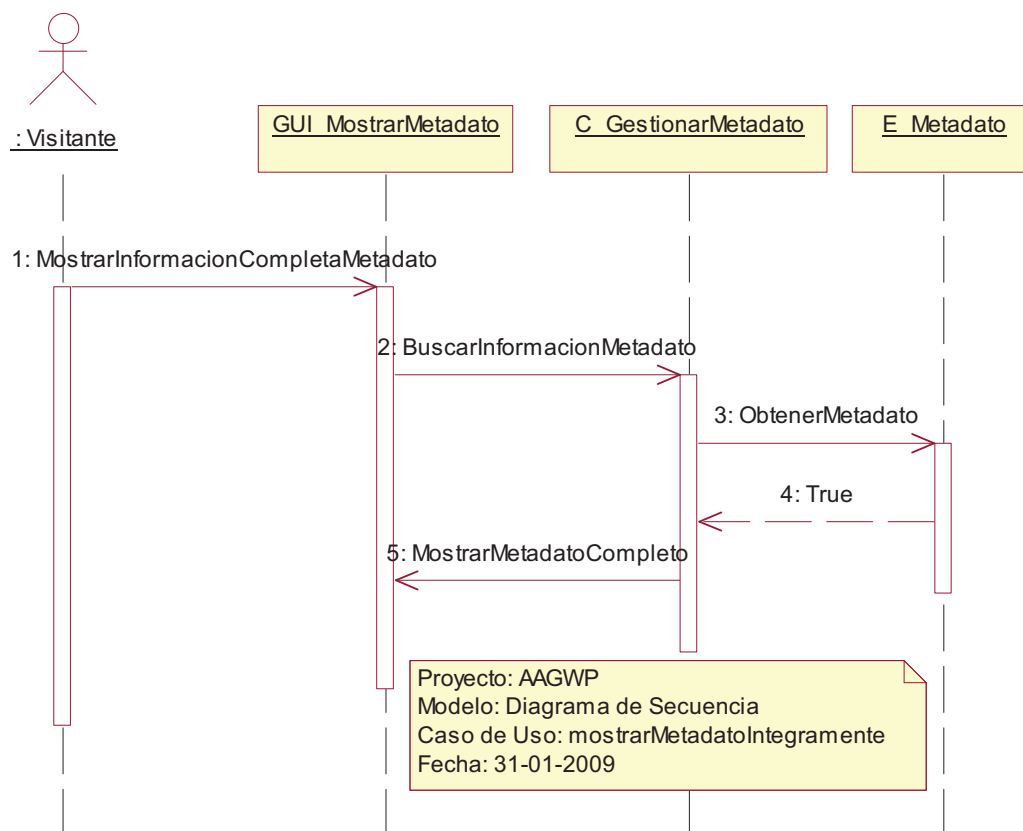 : Visitante
GUI_MostrarMetadato
C_GestionarMetadato
E_Metadato
1: MostrarInformacionCompletaMetadato
2: BuscarInformacionMetadato
3: ObtenerMetadato
4: True
5: MostrarMetadatoCompleto
Proyecto: AAGWP
Modelo: Diagrama de Secuencia
Caso de Uso: mostrarMetadatoIntegramente
Fecha: 31-01-2009